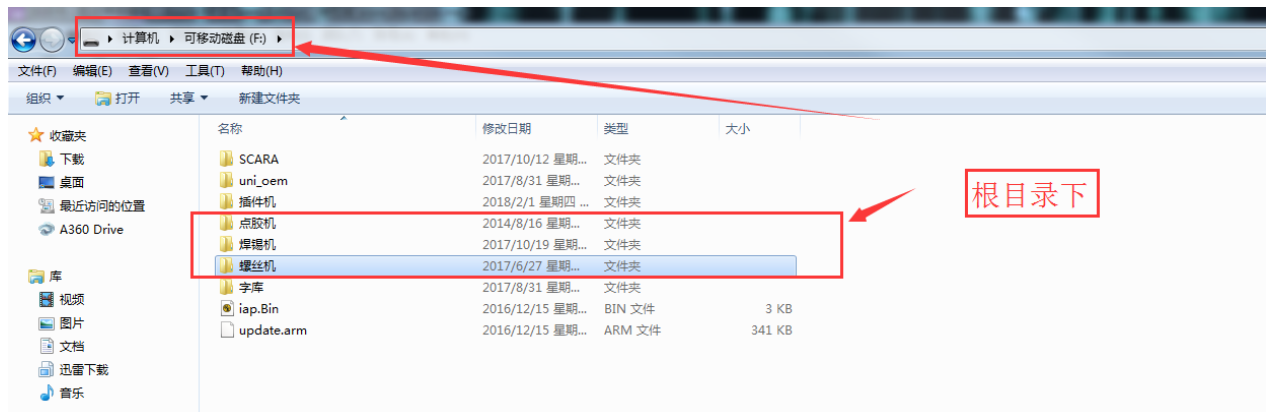 计算机 ▸ 可移动磁盘 (F:) ▸
文件(F) 编辑(E) 查看(V) 工具(T) 帮助(H)
组织 ▼ 打开 共享 ▼ 新建文件夹
收藏夹
下载
桌面
最近访问的位置
A360 Drive
库
视频
图片
文档
迅雷下载
音乐
名称 修改日期 类型 大小
SCARA 2017/10/12 星期... 文件夹
uni_oem 2017/8/31 星期... 文件夹
插件机 2018/2/1 星期四 ... 文件夹
点胶机 2014/8/16 星期... 文件夹
焊锡机 2017/10/19 星期... 文件夹
螺丝机 2017/6/27 星期... 文件夹
字库 2017/8/31 星期... 文件夹
iap.Bin 2016/12/15 星期... BIN 文件 3 KB
update.arm 2016/12/15 星期... ARM 文件 341 KB
根目录下